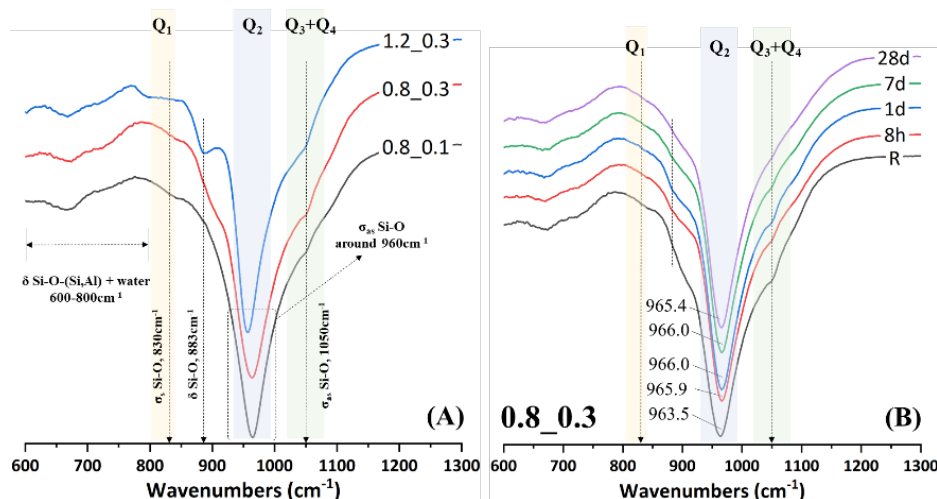 Q1 Q2 Q3+Q4
1.2_0.3
0.8_0.3
0.8_0.1
σas Si-O
around 960cm-1
δ Si-O-(Si,Al) + water
600-800cm-1
σs Si-O, 830cm-1
δ Si-O, 883cm-1
σas Si-O, 1050cm-1
(A)
600 700 800 900 1000 1100 1200 1300
Wavenumbers (cm-1)
Q1 Q2 Q3+Q4
28d
7d
1d
8h
R
965.4
966.0
966.0
965.9
963.5
0.8_0.3
(B)
600 700 800 900 1000 1100 1200 1300
Wavenumbers (cm-1)